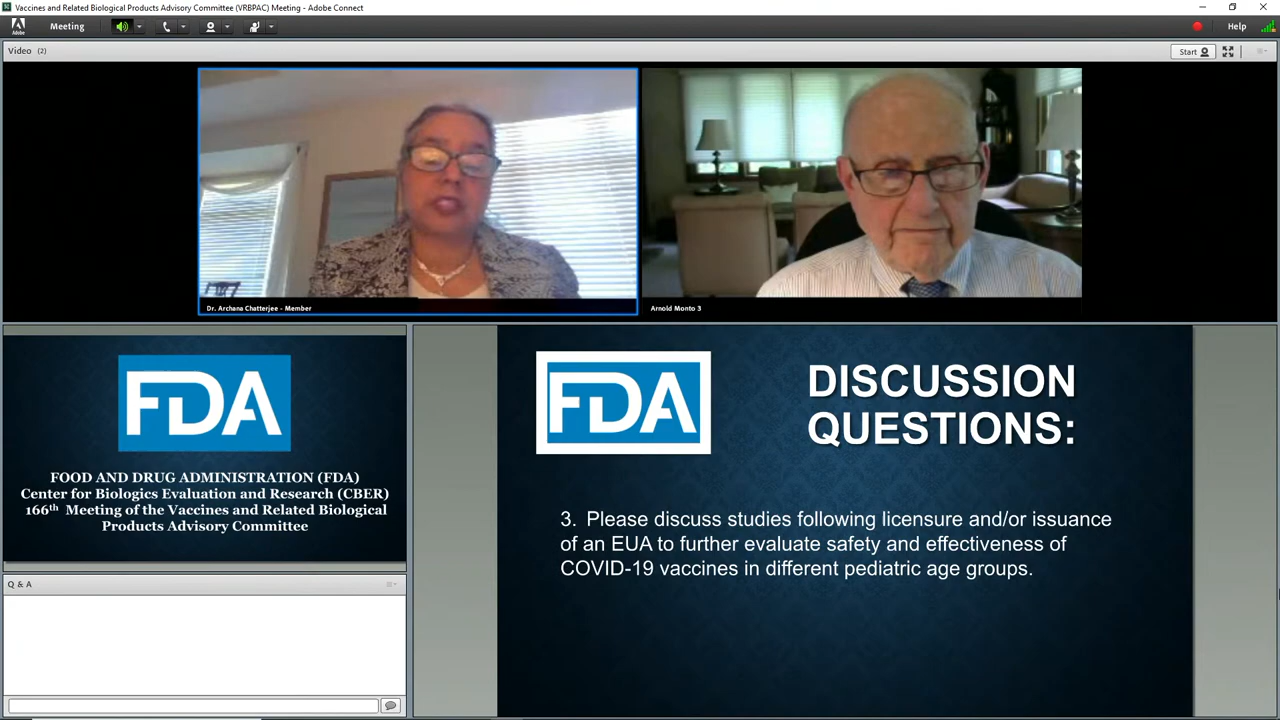 Vaccines and Related Biological Products Advisory Committee (VRBPAC) Meeting - Adobe Connect
Adobe
Meeting
Help
Video (2)
Start
Dr. Archana Chatterjee - Member
Arnold Monto 3
FDA
FOOD AND DRUG ADMINISTRATION (FDA)
Center for Biologics Evaluation and Research (CBER)
166th Meeting of the Vaccines and Related Biological
Products Advisory Committee
Q & A
FDA
DISCUSSION
QUESTIONS:
3. Please discuss studies following licensure and/or issuance
of an EUA to further evaluate safety and effectiveness of
COVID-19 vaccines in different pediatric age groups.